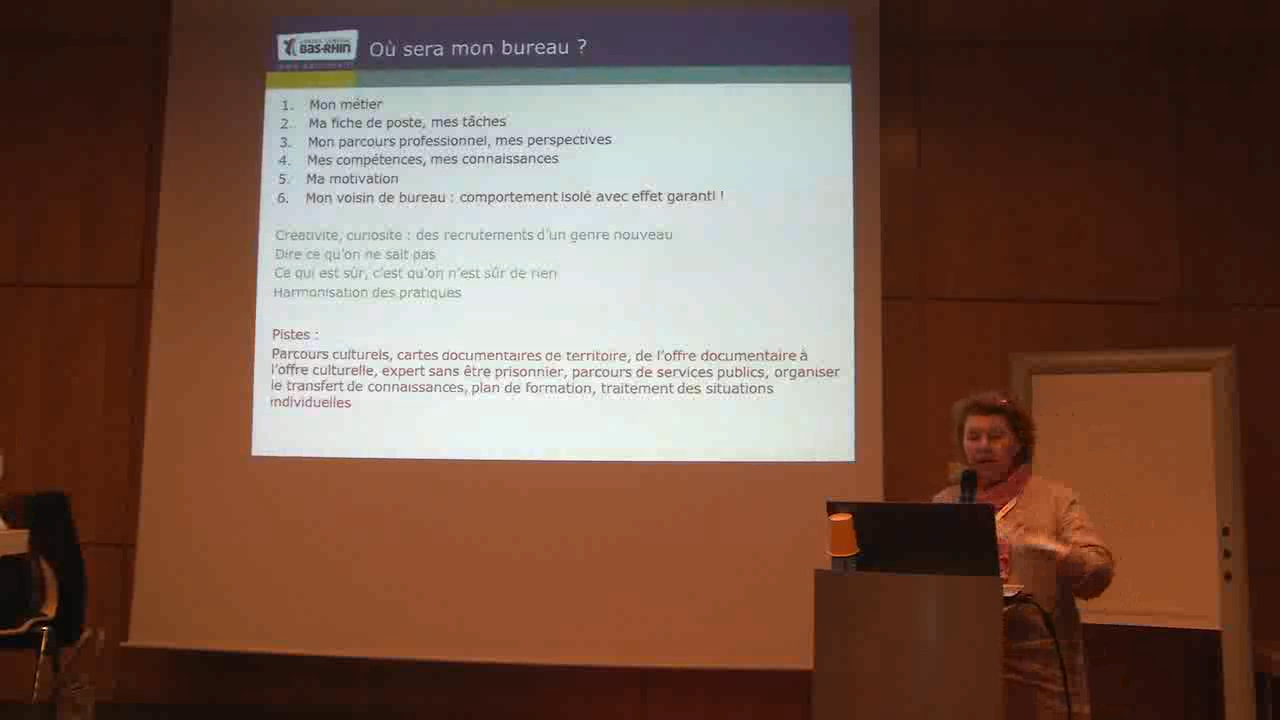 CONSEIL GENERAL
BAS-RHIN
Où sera mon bureau ?
1. Mon métier
2. Ma fiche de poste, mes tâches
3. Mon parcours professionnel, mes perspectives
4. Mes compétences, mes connaissances
5. Ma motivation
6. Mon voisin de bureau : comportement isolé avec effet garanti !
Créativité, curiosité : des recrutements d'un genre nouveau
Dire ce qu'on ne sait pas
Ce qui est sûr, c'est qu'on n'est sûr de rien
Harmonisation des pratiques
Pistes :
Parcours culturels, cartes documentaires de territoire, de l'offre documentaire à
l'offre culturelle, expert sans être prisonnier, parcours de services publics, organiser
le transfert de connaissances, plan de formation, traitement des situations
individuelles